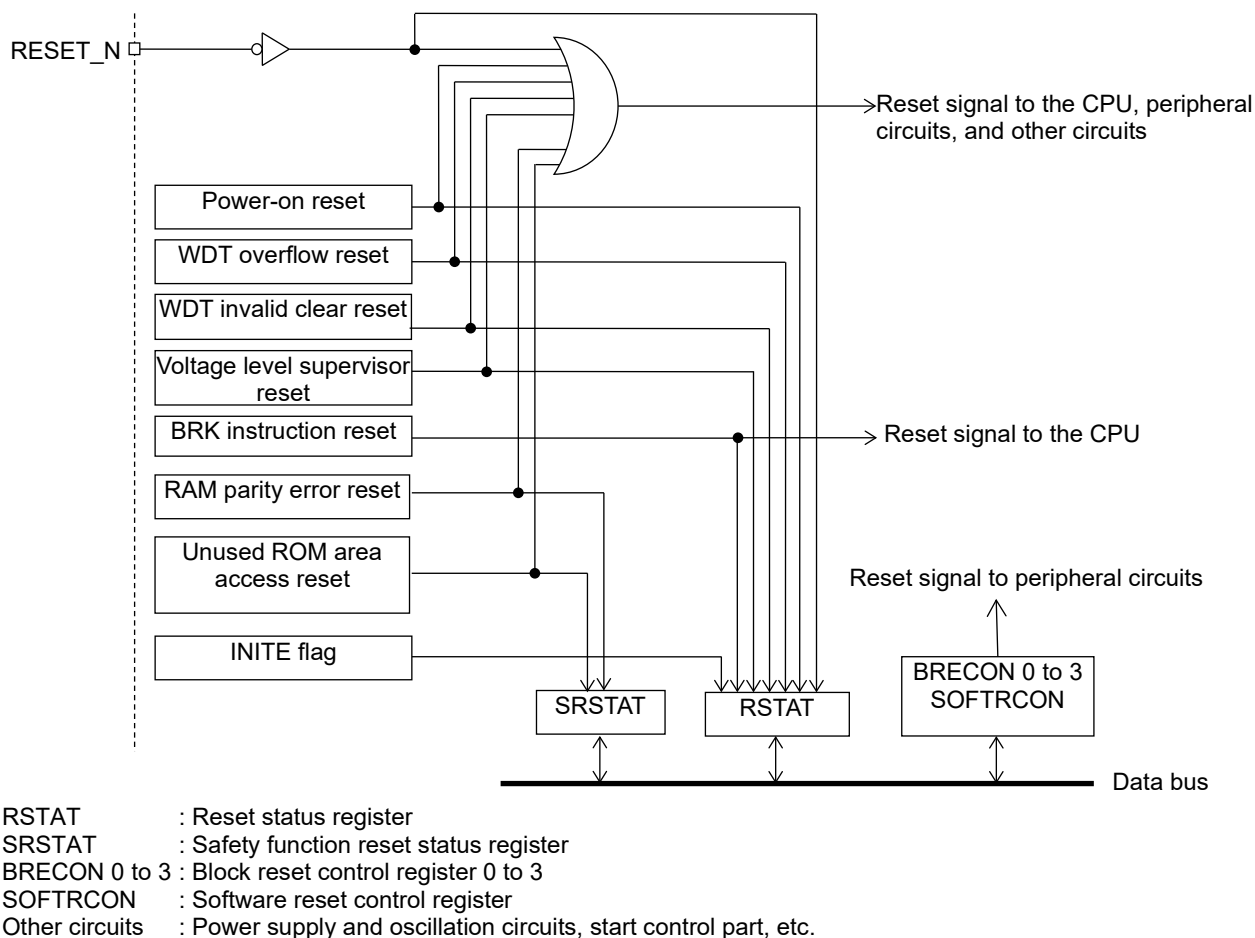 RESET_N
Reset signal to the CPU, peripheral
circuits, and other circuits
Power-on reset
WDT overflow reset
WDT invalid clear reset
Voltage level supervisor
reset
BRK instruction reset
Reset signal to the CPU
RAM parity error reset
Unused ROM area
access reset
Reset signal to peripheral circuits
INITE flag
BRECON 0 to 3
SOFTRCON
SRSTAT
RSTAT
Data bus
RSTAT : Reset status register
SRSTAT : Safety function reset status register
BRECON 0 to 3 : Block reset control register 0 to 3
SOFTRCON : Software reset control register
Other circuits : Power supply and oscillation circuits, start control part, etc.